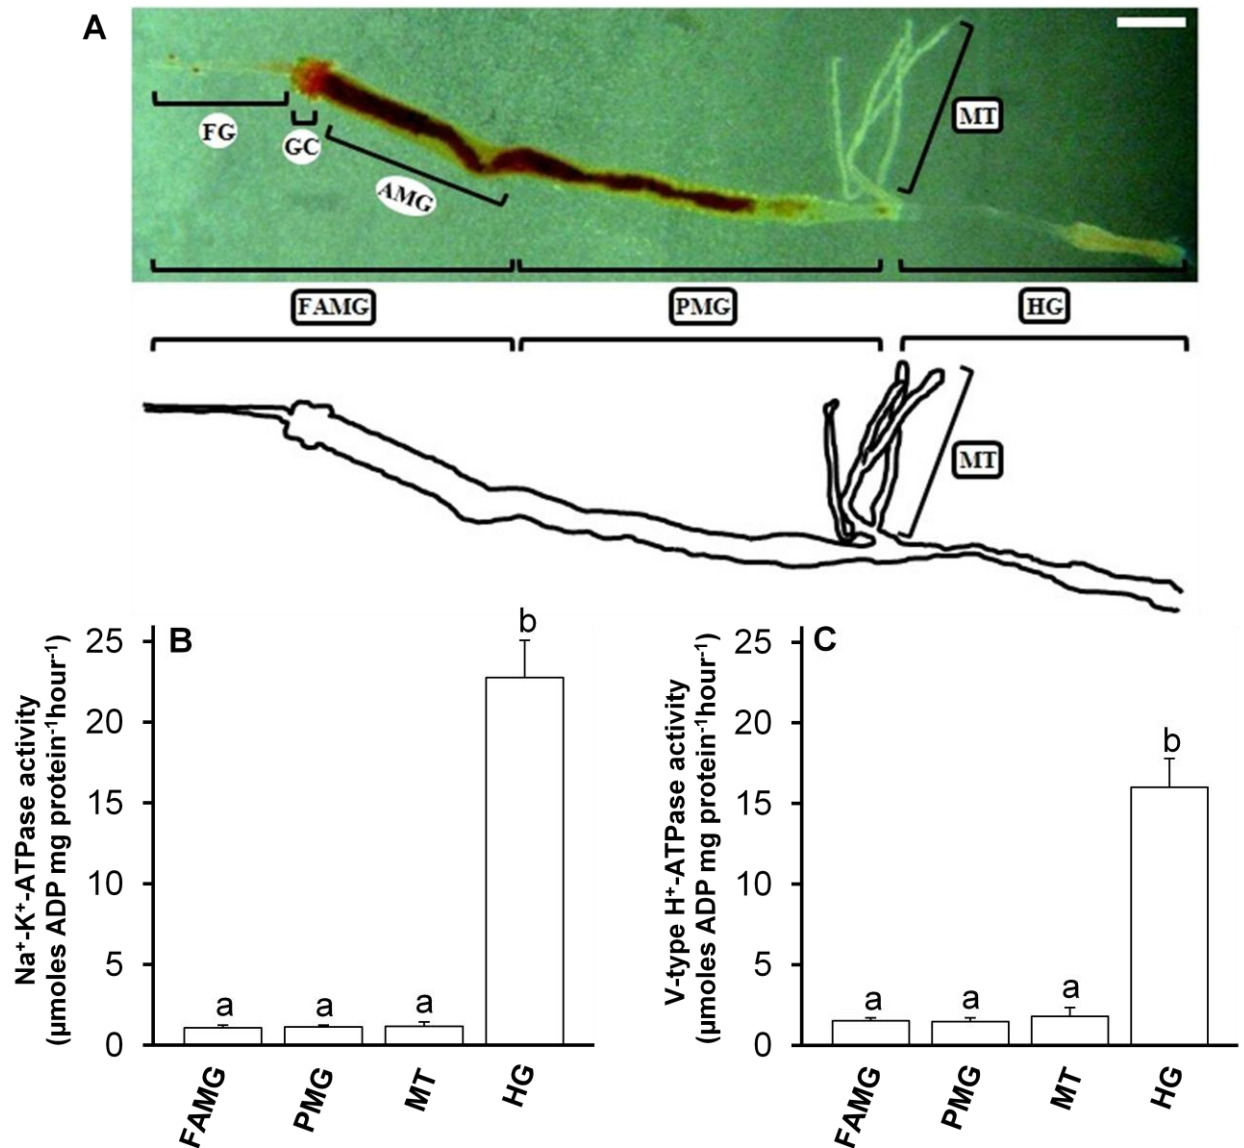 A
MT
FG
GC
AMG
FAMG
PMG
HG
MT
B
Na⁺-K⁺-ATPase activity
(µmoles ADP mg protein⁻¹hour⁻¹)
25
20
15
10
5
0
a
a
a
b
FAMG
PMG
MT
HG
C
V-type H⁺-ATPase activity
(µmoles ADP mg protein⁻¹hour⁻¹)
25
20
15
10
5
0
a
a
a
b
FAMG
PMG
MT
HG